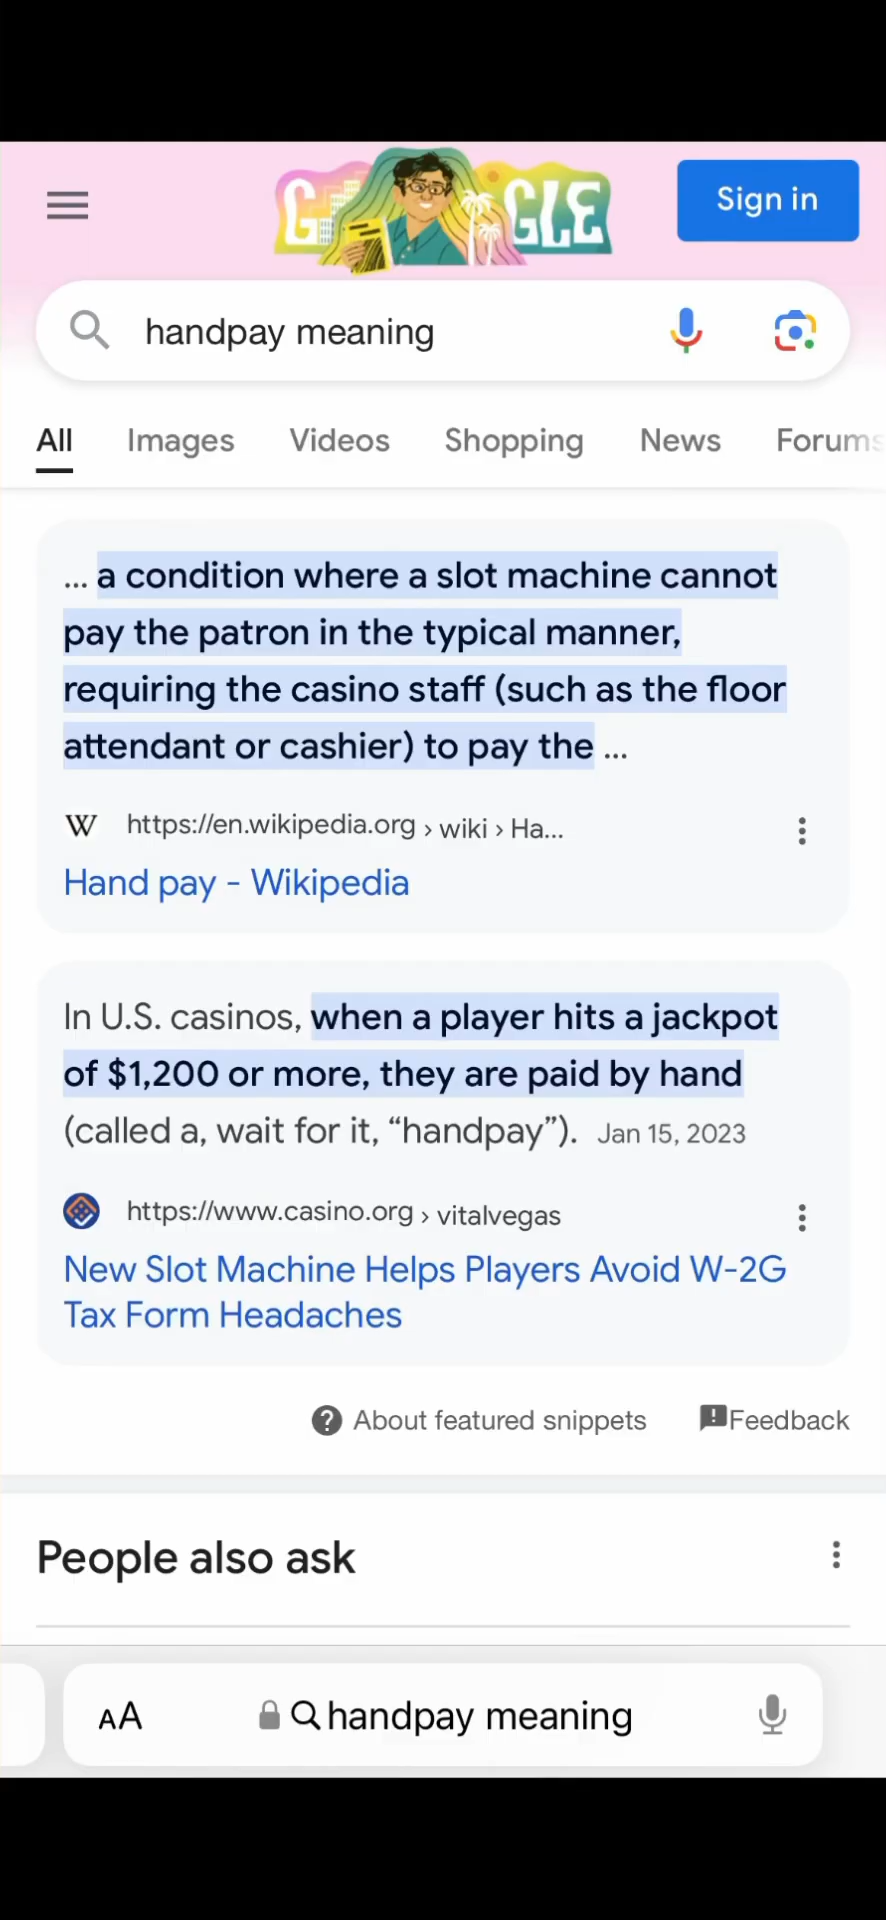 GOOGLE
Sign in
handpay meaning
All Images Videos Shopping News Forums
... a condition where a slot machine cannot
pay the patron in the typical manner,
requiring the casino staff (such as the floor
attendant or cashier) to pay the ...
W https://en.wikipedia.org › wiki › Ha...
Hand pay - Wikipedia
In U.S. casinos, when a player hits a jackpot
of $1,200 or more, they are paid by hand
(called a, wait for it, “handpay”). Jan 15, 2023
https://www.casino.org › vitalvegas
New Slot Machine Helps Players Avoid W-2G
Tax Form Headaches
? About featured snippets ! Feedback
People also ask
AA handpay meaning